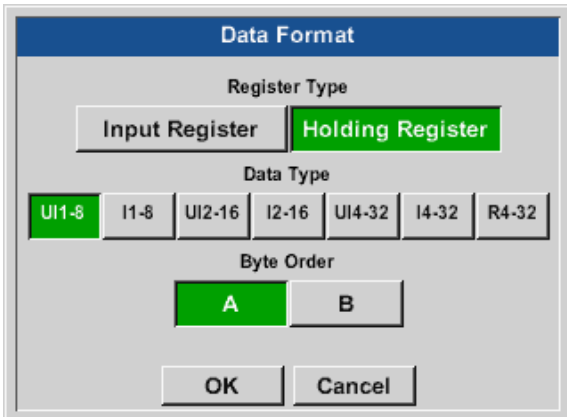 Data Format
Register Type
Input Register Holding Register
Data Type
UI1-8 I1-8 UI2-16 I2-16 UI4-32 I4-32 R4-32
Byte Order
A B
OK Cancel